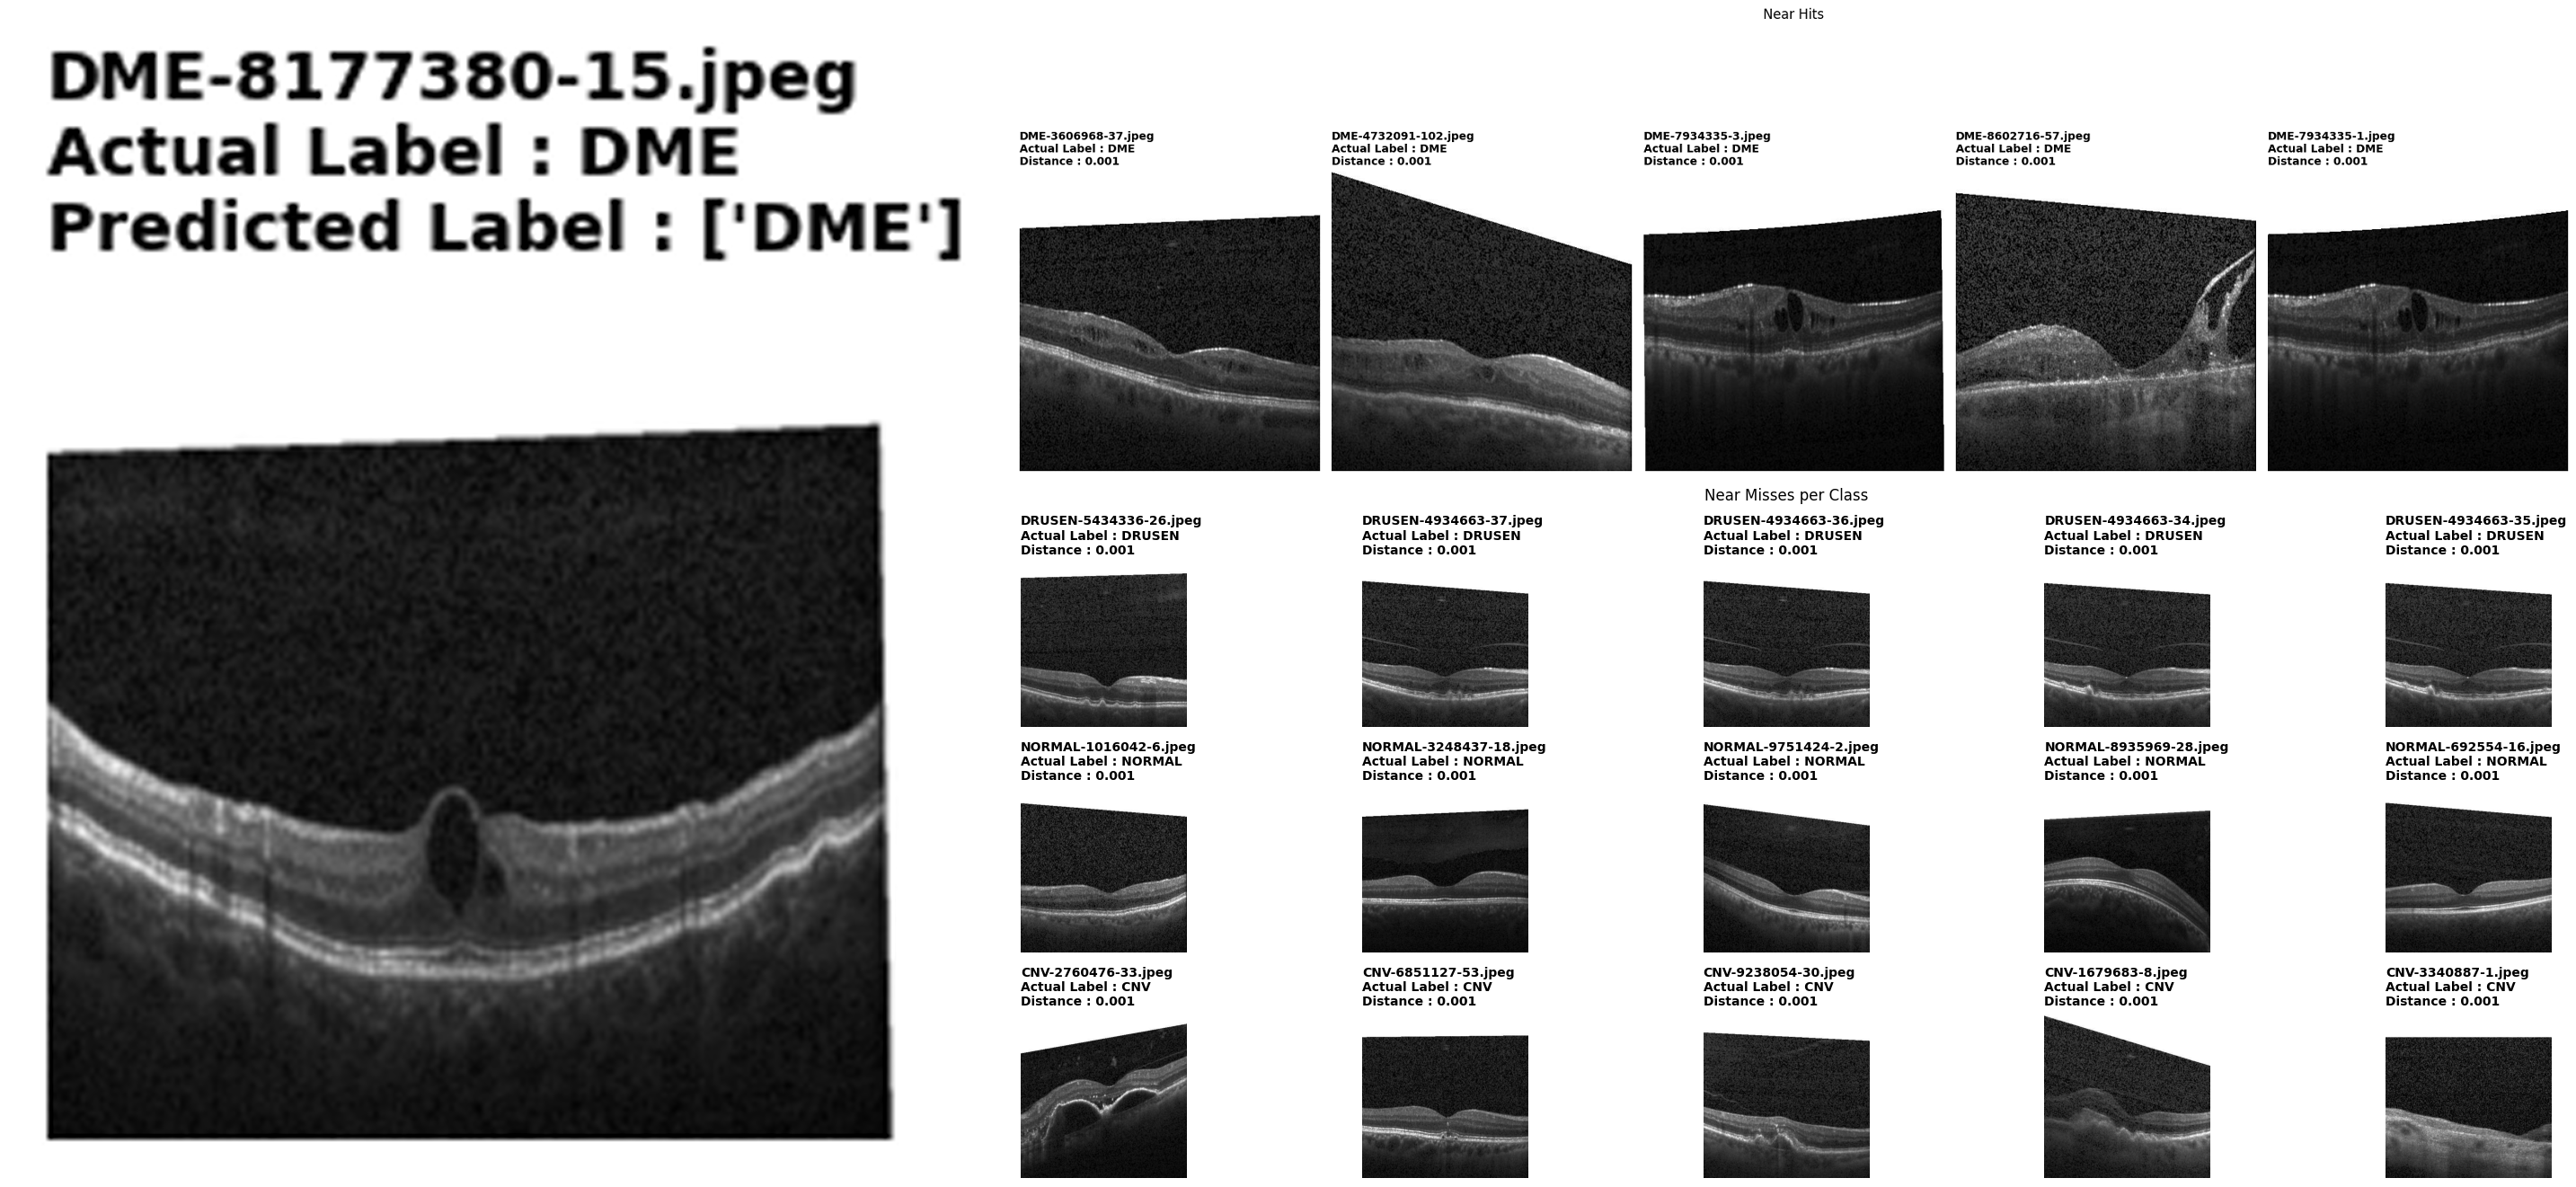 DME-8177380-15.jpeg
Actual Label : DME
Predicted Label : ['DME']
Near Hits
DME-3606968-37.jpeg
Actual Label : DME
Distance : 0.001
DME-4732091-102.jpeg
Actual Label : DME
Distance : 0.001
DME-7934335-3.jpeg
Actual Label : DME
Distance : 0.001
DME-8602716-57.jpeg
Actual Label : DME
Distance : 0.001
DME-7934335-1.jpeg
Actual Label : DME
Distance : 0.001
Near Misses per Class
DRUSEN-5434336-26.jpeg
Actual Label : DRUSEN
Distance : 0.001
DRUSEN-4934663-37.jpeg
Actual Label : DRUSEN
Distance : 0.001
DRUSEN-4934663-36.jpeg
Actual Label : DRUSEN
Distance : 0.001
DRUSEN-4934663-34.jpeg
Actual Label : DRUSEN
Distance : 0.001
DRUSEN-4934663-35.jpeg
Actual Label : DRUSEN
Distance : 0.001
NORMAL-1016042-6.jpeg
Actual Label : NORMAL
Distance : 0.001
NORMAL-3248437-18.jpeg
Actual Label : NORMAL
Distance : 0.001
NORMAL-9751424-2.jpeg
Actual Label : NORMAL
Distance : 0.001
NORMAL-8935969-28.jpeg
Actual Label : NORMAL
Distance : 0.001
NORMAL-692554-16.jpeg
Actual Label : NORMAL
Distance : 0.001
CNV-2760476-33.jpeg
Actual Label : CNV
Distance : 0.001
CNV-6851127-53.jpeg
Actual Label : CNV
Distance : 0.001
CNV-9238054-30.jpeg
Actual Label : CNV
Distance : 0.001
CNV-1679683-8.jpeg
Actual Label : CNV
Distance : 0.001
CNV-3340887-1.jpeg
Actual Label : CNV
Distance : 0.001